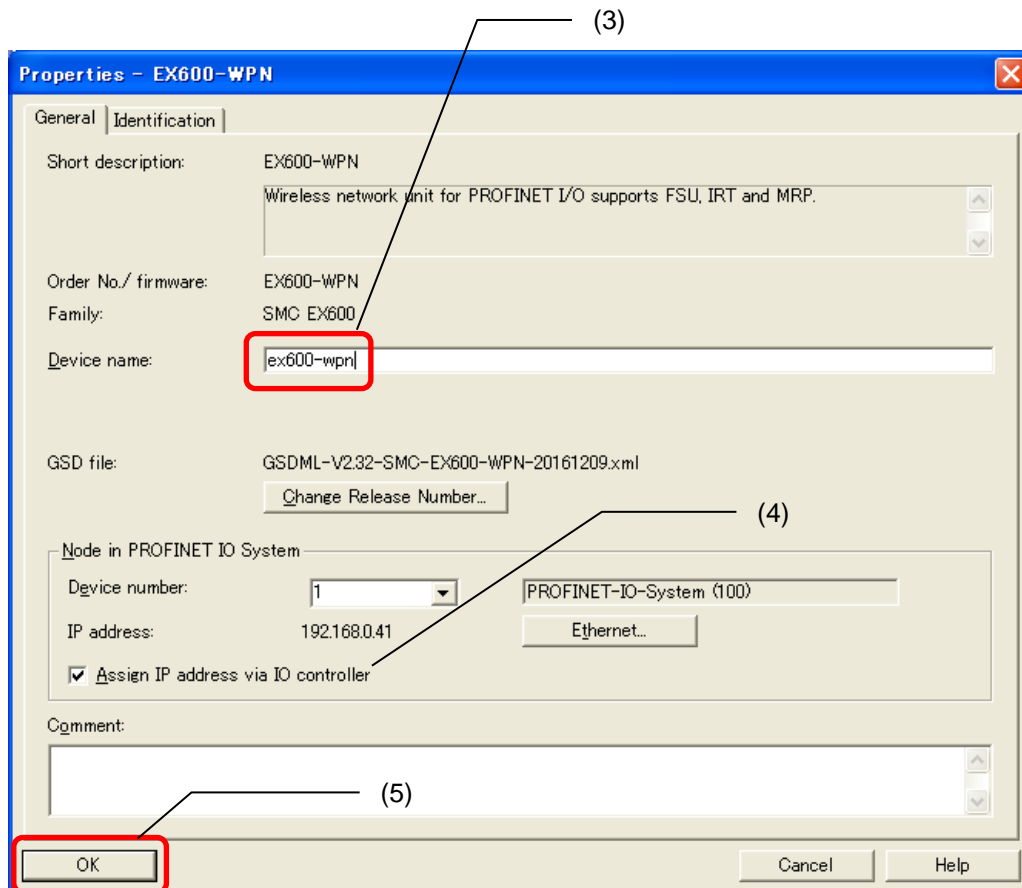 (3)
Properties - EX600-WPN
General Identification
Short description: EX600-WPN
Wireless network unit for PROFINET I/O supports FSU, IRT and MRP.
Order No./ firmware: EX600-WPN
Family: SMC EX600
Device name: ex600-wpn
GSD file: GSDML-V2.32-SMC-EX600-WPN-20161209.xml
Change Release Number...
(4)
Node in PROFINET IO System
Device number: 1 PROFINET-IO-System (100)
IP address: 192.168.0.41 Ethernet...
Assign IP address via IO controller
Comment:
(5)
OK Cancel Help